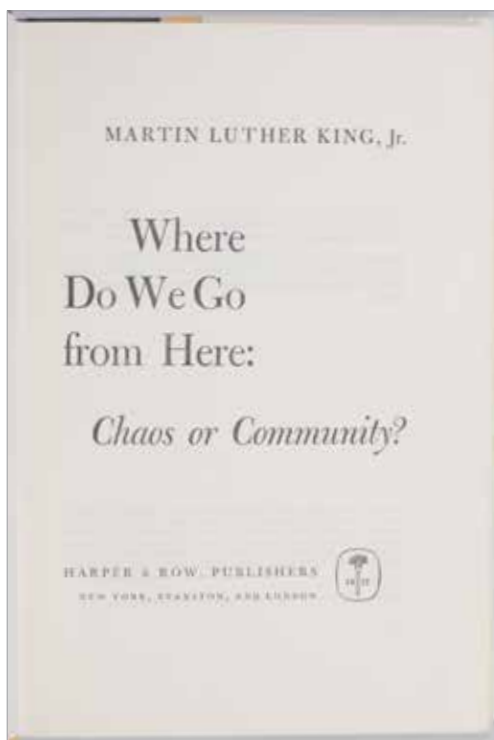 MARTIN LUTHER KING, Jr.
Where
Do We Go
from Here:
Chaos or Community?
HARPER & ROW, PUBLISHERS
NEW YORK, EVANSTON, AND LONDON